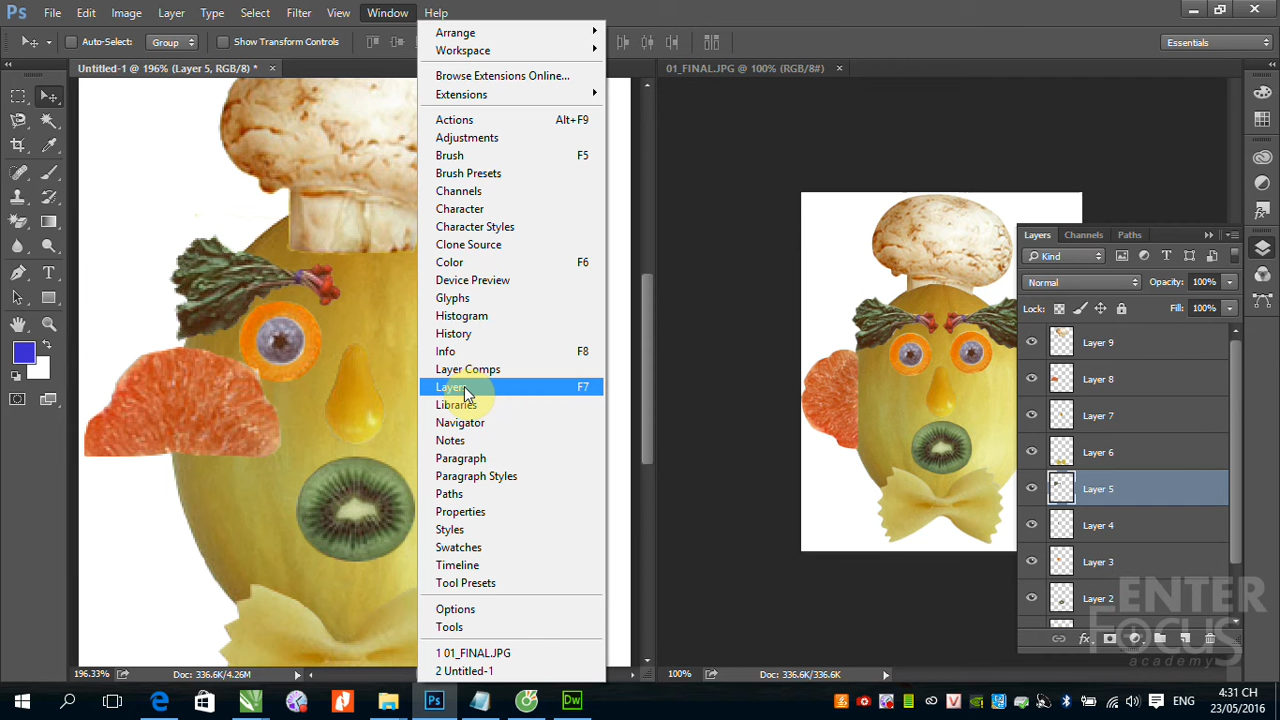 Ps File Edit Image Layer Type Select Filter View Window Help
Auto-Select: Group Show Transform Controls Essentials
Untitled-1 @ 196% (Layer 5, RGB/8) * ×
01_FINAL.JPG @ 100% (RGB/8#) ×
Arrange
Workspace
Browse Extensions Online...
Extensions
Actions Alt+F9
Adjustments
Brush F5
Brush Presets
Channels
Character
Character Styles
Clone Source
Color F6
Device Preview
Glyphs
Histogram
History
Info F8
Layer Comps
Layers F7
Libraries
Navigator
Notes
Paragraph
Paragraph Styles
Paths
Properties
Styles
Swatches
Timeline
Tool Presets
Options
Tools
1 01_FINAL.JPG
2 Untitled-1
Layers Channels Paths
Kind
Normal Opacity: 100%
Lock: Fill: 100%
Layer 9
Layer 8
Layer 7
Layer 6
Layer 5
Layer 4
Layer 3
Layer 2
ENTER
FOCUS
academy
196.33% Doc: 336.6K/4.26M
100% Doc: 336.6K/336.6K
ENG
4:31 CH
23/05/2016